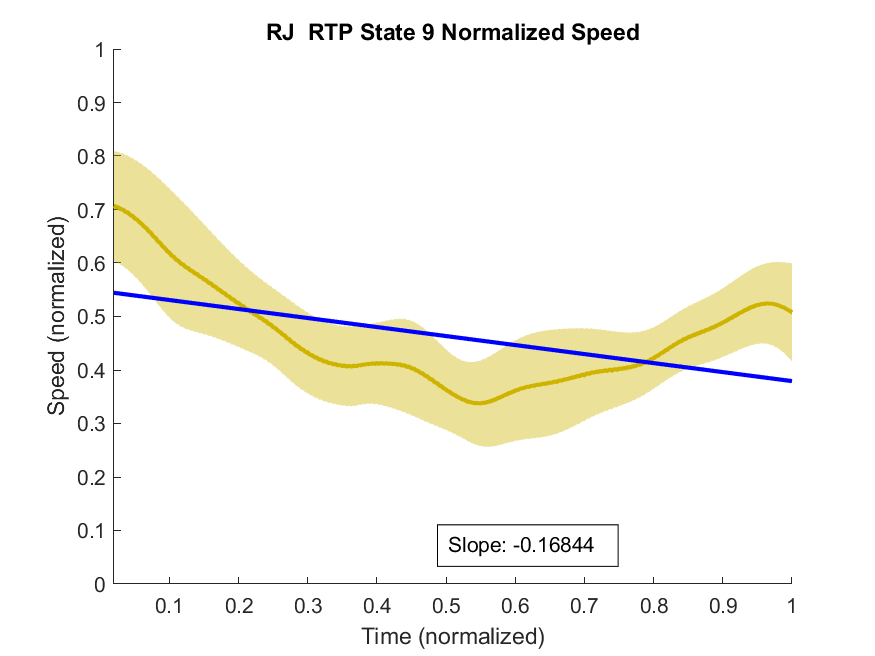 RJ  RTP State 9 Normalized Speed
1
0.9
0.8
0.7
0.6
0.5
0.4
0.3
0.2
0.1
0
Speed (normalized)
Slope: -0.16844
0.1 0.2 0.3 0.4 0.5 0.6 0.7 0.8 0.9 1
Time (normalized)